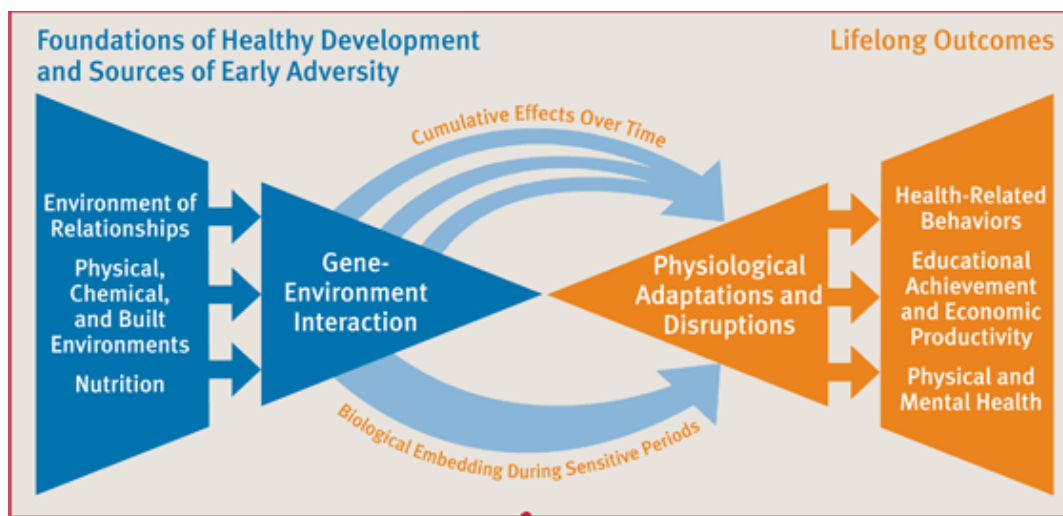 Foundations of Healthy Development
and Sources of Early Adversity
Lifelong Outcomes
Cumulative Effects Over Time
Environment of
Relationships
Physical,
Chemical,
and Built
Environments
Nutrition
Gene-
Environment
Interaction
Physiological
Adaptations and
Disruptions
Health-Related
Behaviors
Educational
Achievement
and Economic
Productivity
Physical and
Mental Health
Biological Embedding During Sensitive Periods